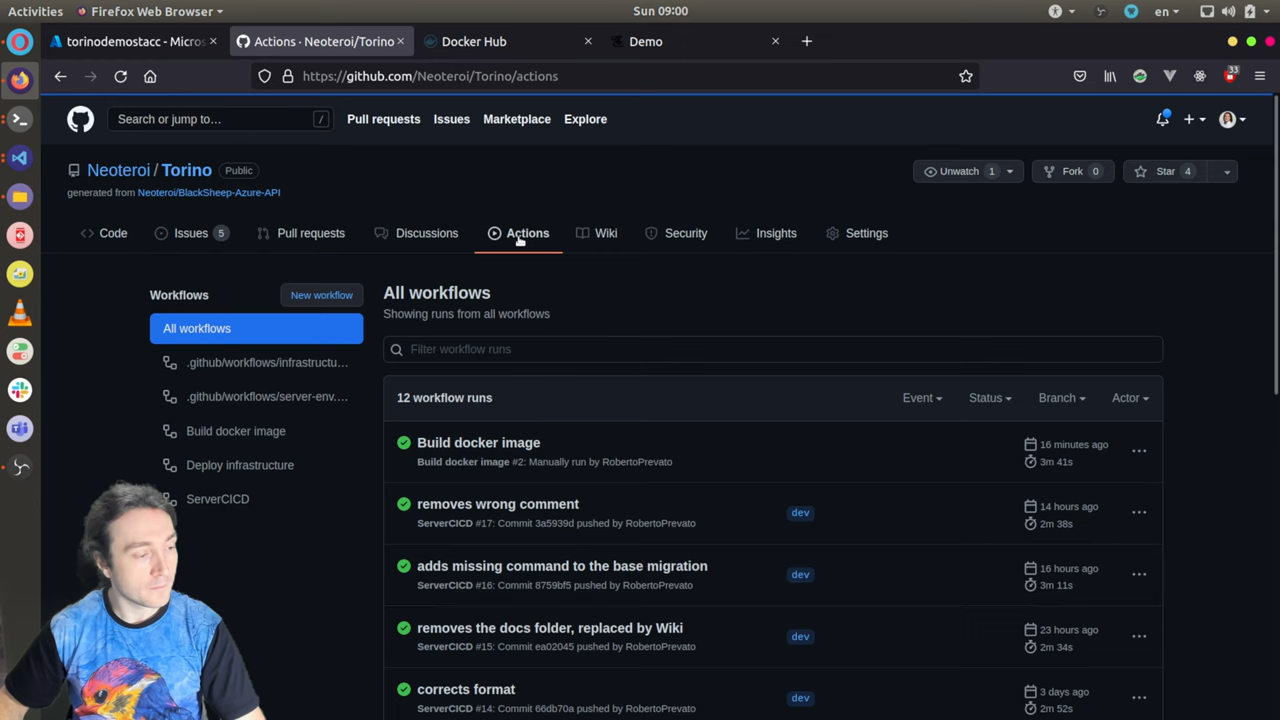 Activities
Firefox Web Browser
Sun 09:00
en
torinodemostacc - Micros
Actions · Neoteroi/Torino
Docker Hub
Demo
https://github.com/Neoteroi/Torino/actions
33
Search or jump to…
/
Pull requests
Issues
Marketplace
Explore
Neoteroi / Torino
Public
generated from Neoteroi/BlackSheep-Azure-API
Unwatch 1
Fork 0
Star 4
Code
Issues 5
Pull requests
Discussions
Actions
Wiki
Security
Insights
Settings
Workflows
New workflow
All workflows
.github/workflows/infrastructu…
.github/workflows/server-env.…
Build docker image
Deploy infrastructure
ServerCICD
All workflows
Showing runs from all workflows
Filter workflow runs
12 workflow runs
Event
Status
Branch
Actor
Build docker image
Build docker image #2: Manually run by RobertoPrevato
16 minutes ago
3m 41s
removes wrong comment
ServerCICD #17: Commit 3a5939d pushed by RobertoPrevato
dev
14 hours ago
2m 38s
adds missing command to the base migration
ServerCICD #16: Commit 8759bf5 pushed by RobertoPrevato
dev
16 hours ago
3m 11s
removes the docs folder, replaced by Wiki
ServerCICD #15: Commit ea02045 pushed by RobertoPrevato
dev
23 hours ago
2m 34s
corrects format
ServerCICD #14: Commit 66db70a pushed by RobertoPrevato
dev
3 days ago
2m 52s